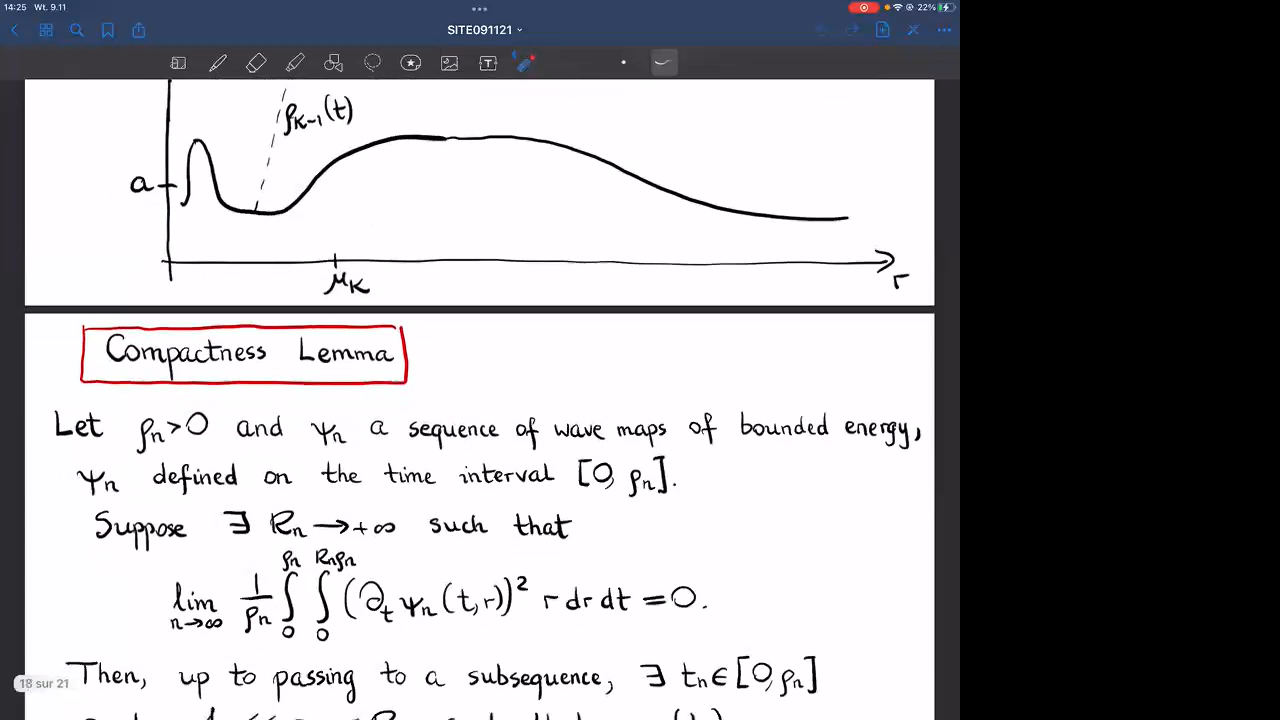 14:25 Wt. 9.11
22%
SITE091121
ρK-1(t)
a
μK
r
Compactness Lemma
Let ρn>0 and ψn a sequence of wave maps of bounded energy,
ψn defined on the time interval [0, ρn].
Suppose ∃ Rn → +∞ such that
lim n→∞ 1/ρn ∫0^ρn ∫0^Rnρn (∂t ψn(t,r))² r dr dt = 0.
Then, up to passing to a subsequence, ∃ tn ∈ [0, ρn]
18 sur 21